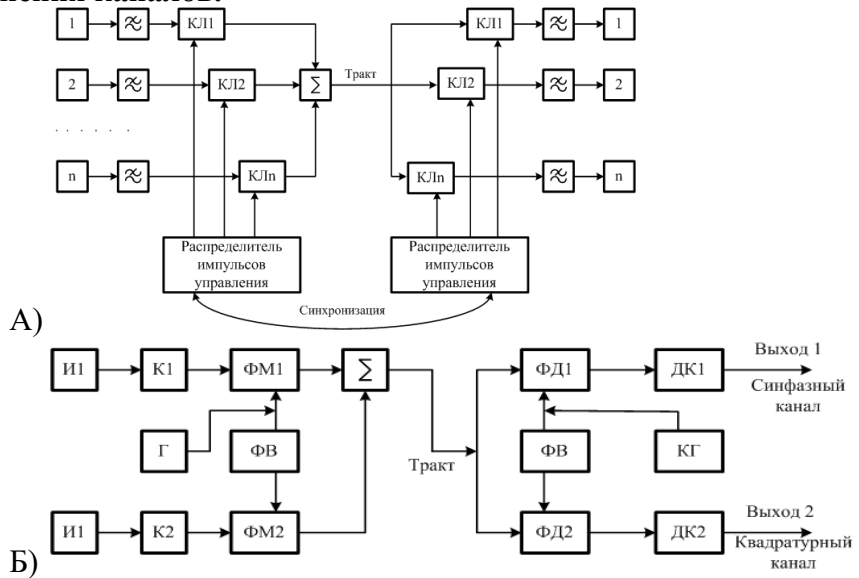 1 КЛ1 КЛ1 1
2 КЛ2 Σ Тракт КЛ2 2
. . . . . .
n КЛn КЛn n
Распределитель
импульсов
управления
Распределитель
импульсов
управления
Синхронизация
А)
И1 К1 ФМ1 Σ ФД1 ДК1 Выход 1
Синфазный
канал
Г ФВ Тракт ФВ КГ
И1 К2 ФМ2 ФД2 ДК2 Выход 2
Квадратурный
канал
Б)